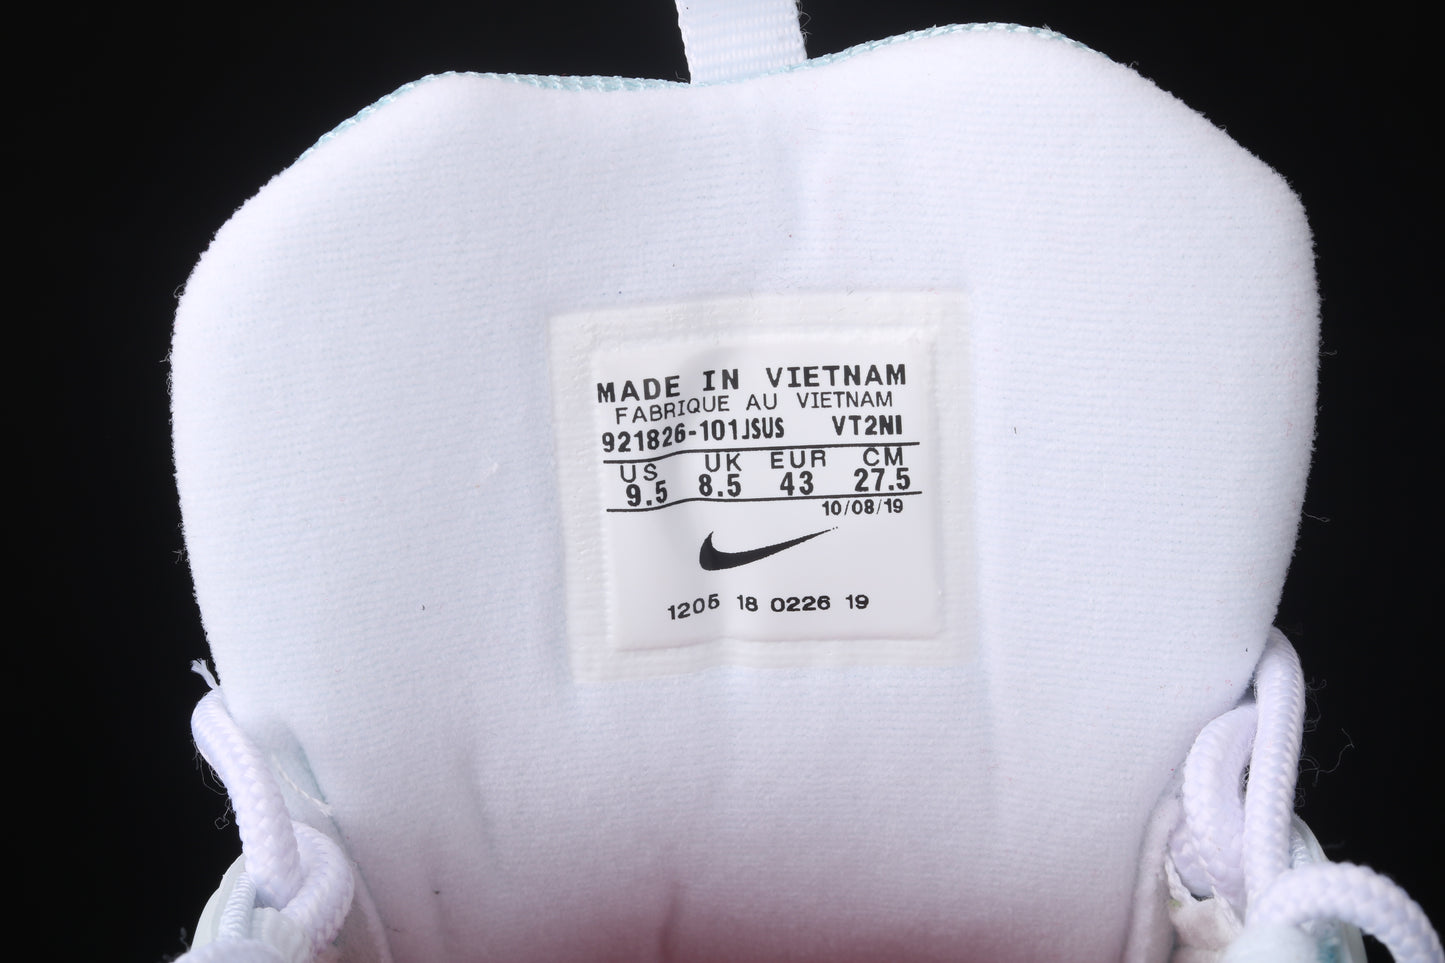 MADE IN VIETNAM
FABRIQUE AU VIETNAM
921826-101JSUS VT2NI
US UK EUR CM
9.5 8.5 43 27.5
10/08/19
1205 18 0226 19